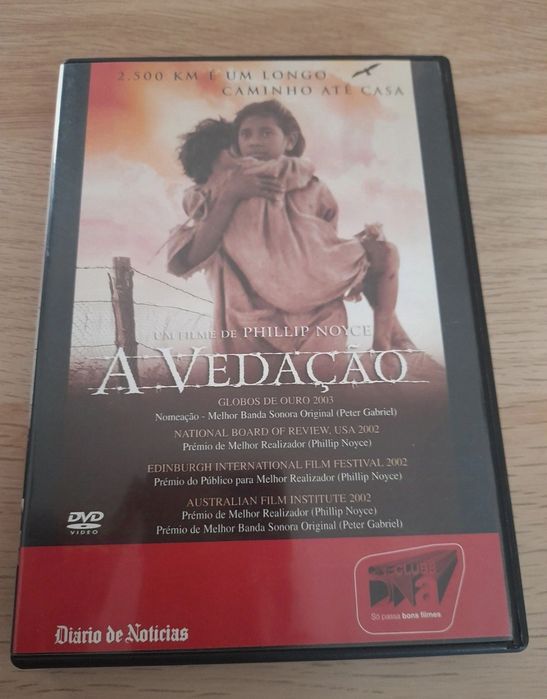 2.500 KM É UM LONGO
CAMINHO ATÉ CASA
UM FILME DE PHILLIP NOYCE
A VEDAÇÃO
GLOBOS DE OURO 2003
Nomeação - Melhor Banda Sonora Original (Peter Gabriel)
NATIONAL BOARD OF REVIEW, USA 2002
Prémio de Melhor Realizador (Phillip Noyce)
EDINBURGH INTERNATIONAL FILM FESTIVAL 2002
Prémio do Público para Melhor Realizador (Phillip Noyce)
AUSTRALIAN FILM INSTITUTE 2002
Prémio de Melhor Realizador (Phillip Noyce)
Prémio de Melhor Banda Sonora Original (Peter Gabriel)
DVD
VIDEO
CINECLUBE
DNA
Só passa bons filmes
Diário de Notícias